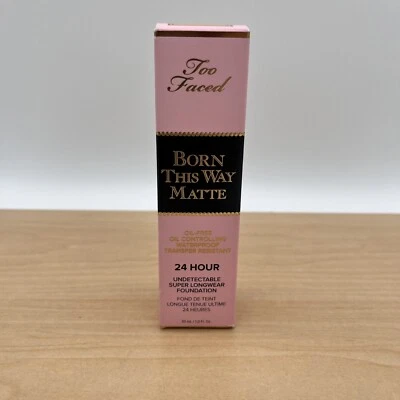 Too
Faced
BORN
THIS WAY
MATTE
OIL-FREE
OIL CONTROLLING
WATERPROOF
TRANSFER RESISTANT
24 HOUR
UNDETECTABLE
SUPER LONGWEAR
FOUNDATION
FOND DE TEINT
LONGUE TENUE ULTIME
24 HEURES